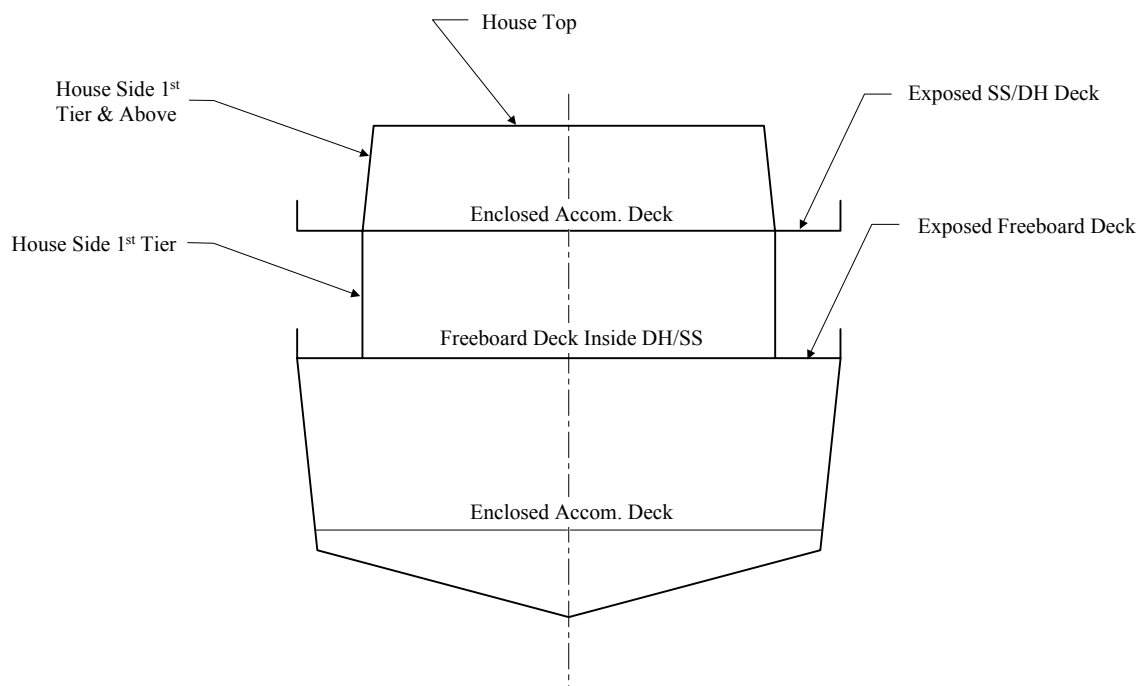 House Top
House Side 1st
Tier & Above
Exposed SS/DH Deck
Enclosed Accom. Deck
Exposed Freeboard Deck
House Side 1st Tier
Freeboard Deck Inside DH/SS
Enclosed Accom. Deck